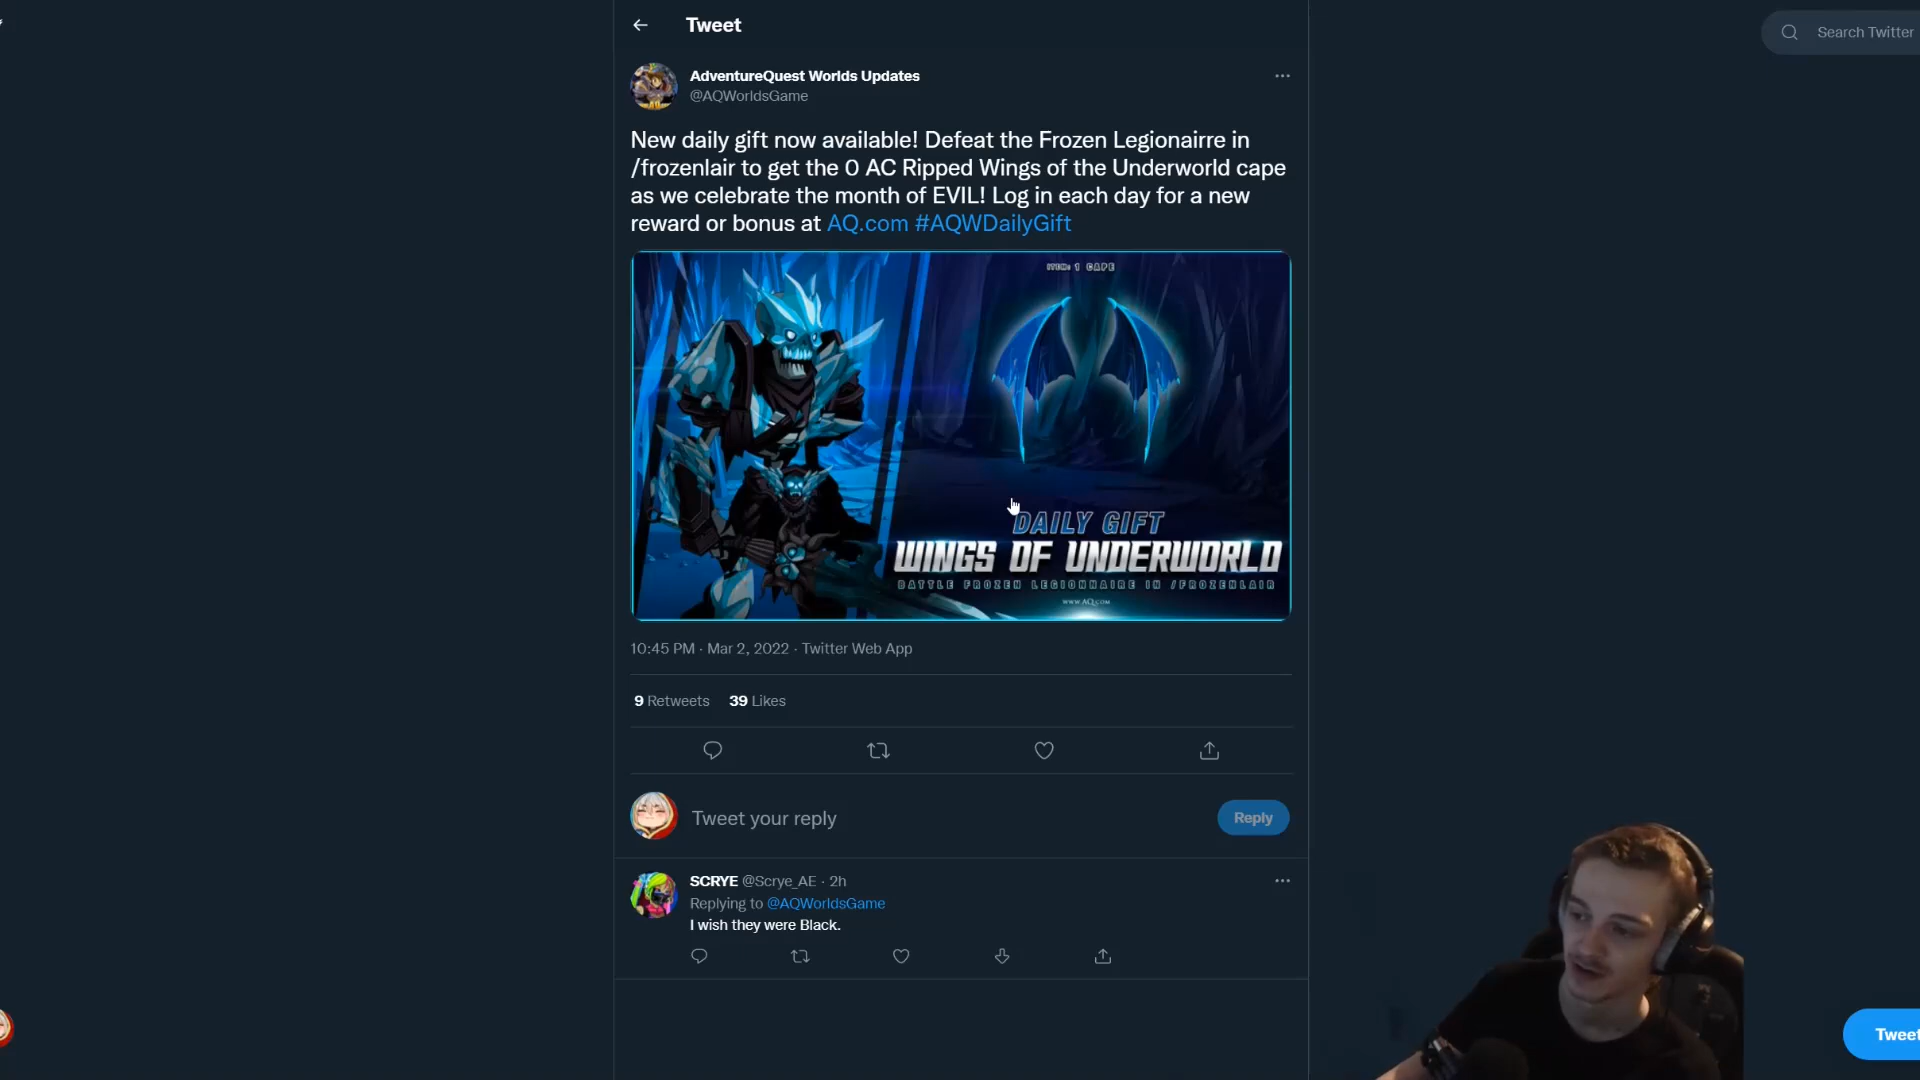 Tweet
Search Twitter
AdventureQuest Worlds Updates
@AQWorldsGame
New daily gift now available! Defeat the Frozen Legionairre in
/frozenlair to get the 0 AC Ripped Wings of the Underworld cape
as we celebrate the month of EVIL! Log in each day for a new
reward or bonus at AQ.com #AQWDailyGift
ITEM: 1 CAPE
DAILY GIFT
WINGS OF UNDERWORLD
BATTLE FROZEN LEGIONNAIRE IN /FROZENLAIR
WWW.AQ.COM
10:45 PM · Mar 2, 2022 · Twitter Web App
9 Retweets 39 Likes
Tweet your reply
Reply
SCRYE @Scrye_AE · 2h
Replying to @AQWorldsGame
I wish they were Black.
Tweet